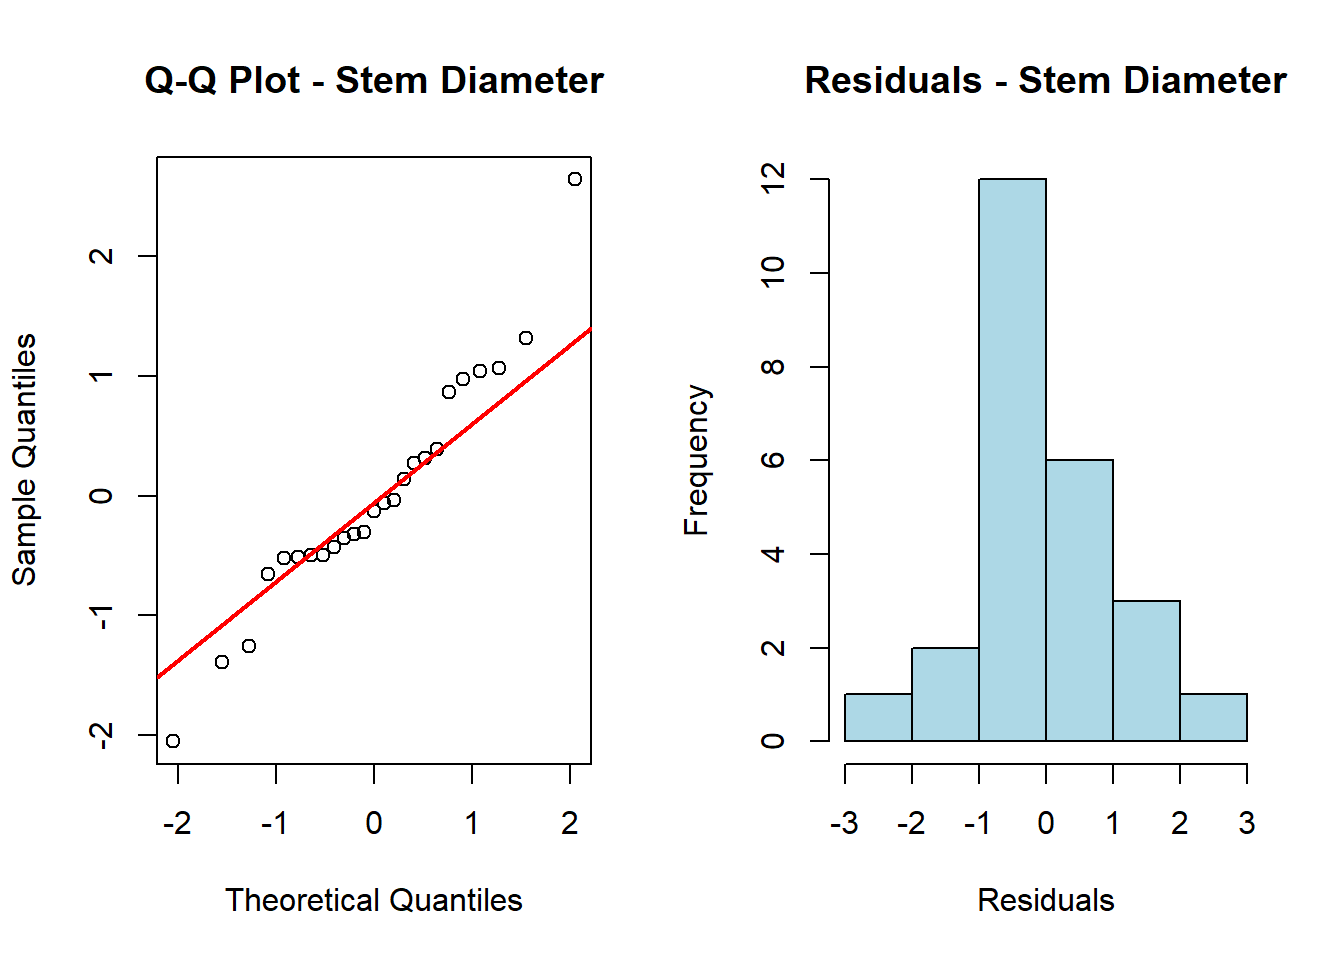 Q-Q Plot - Stem Diameter
Sample Quantiles
2
1
0
-1
-2
-2 -1 0 1 2
Theoretical Quantiles
Residuals - Stem Diameter
Frequency
12
10
8
6
4
2
0
-3 -2 -1 0 1 2 3
Residuals